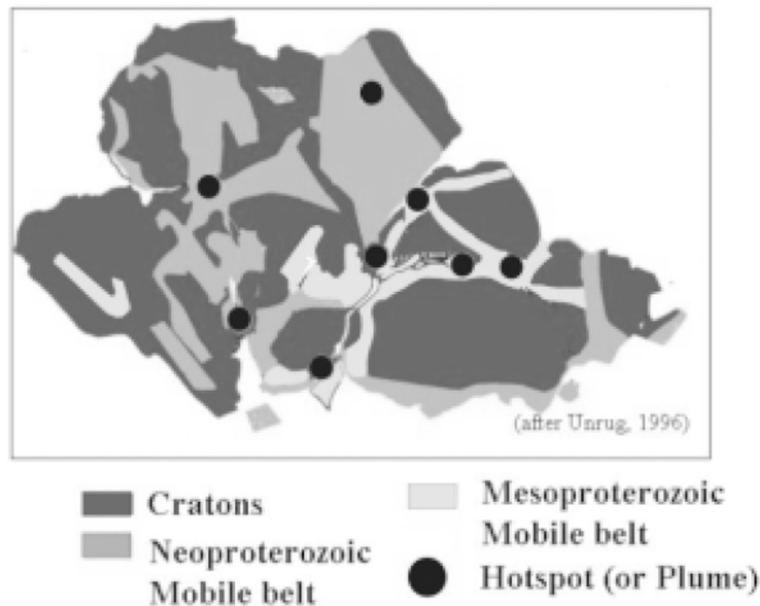 (after Unrug, 1996)
Cratons
Neoproterozoic
Mobile belt
Mesoproterozoic
Mobile belt
Hotspot (or Plume)